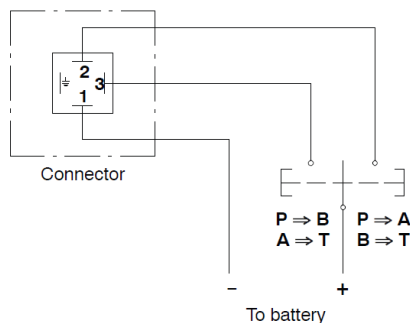 2
3
1
Connector
P ⇒ B P ⇒ A
A ⇒ T B ⇒ T
- +
To battery